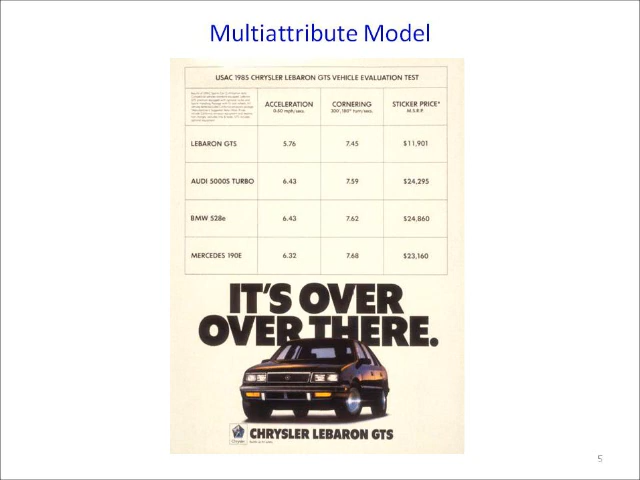 Multiattribute Model
USAC 1985 CHRYSLER LEBARON GTS VEHICLE EVALUATION TEST
ACCELERATION CORNERING STICKER PRICE*
M.S.R.P.
LEBARON GTS 5.76 7.45 $11,901
AUDI 5000S TURBO 6.43 7.59 $24,295
BMW 528e 6.43 7.62 $24,860
MERCEDES 190E 6.32 7.68 $23,160
IT'S OVER
OVER THERE.
CHRYSLER LEBARON GTS
5